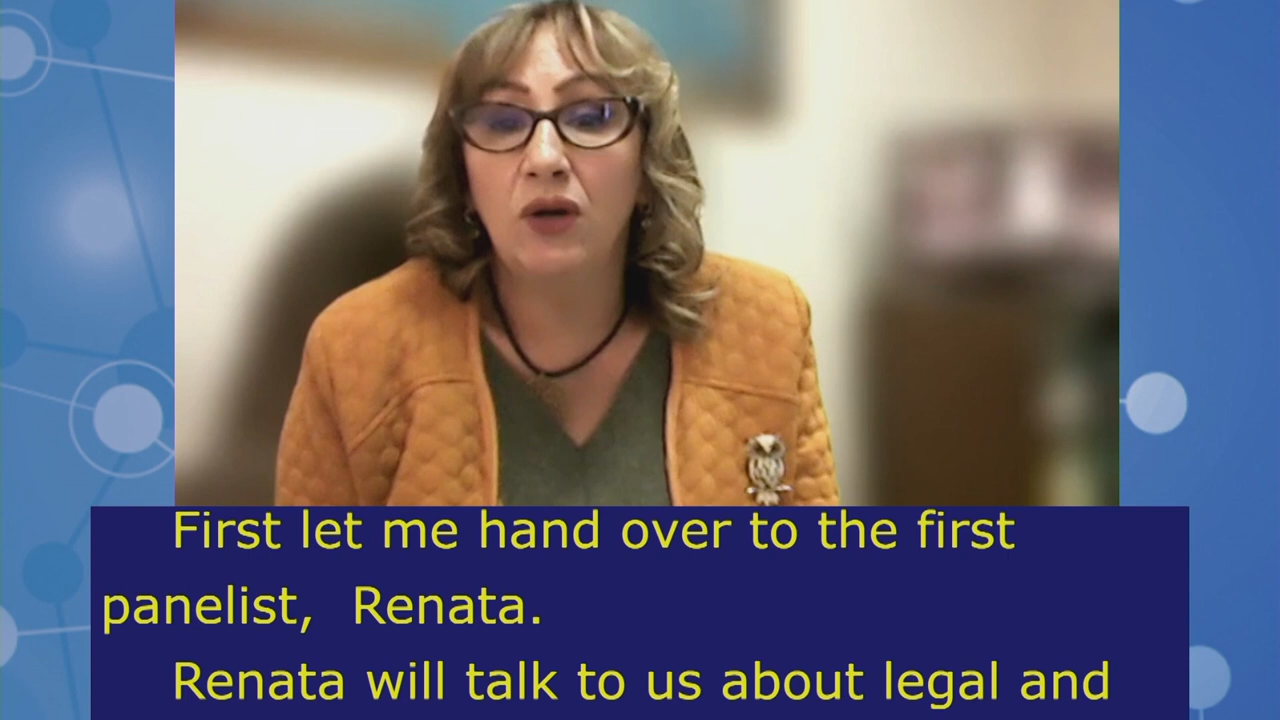 First let me hand over to the first
panelist,  Renata.
Renata will talk to us about legal and